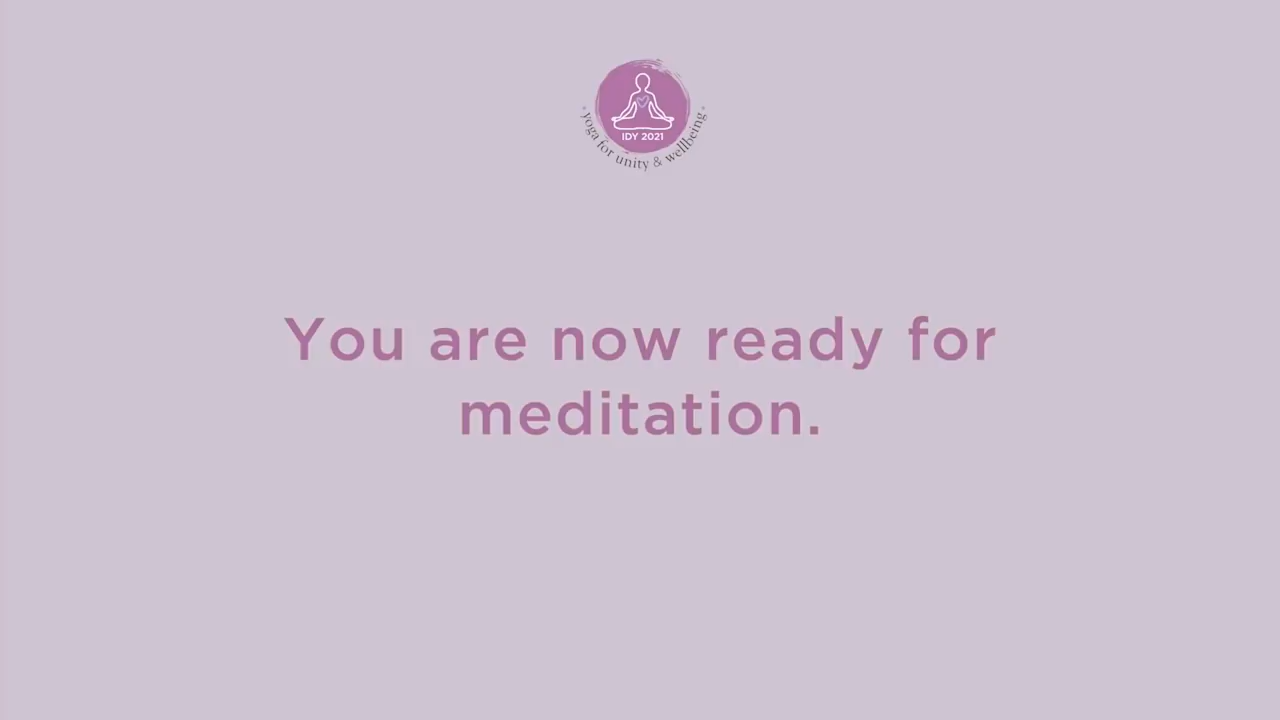 IDY 2021
· yoga for unity & wellbeing ·
You are now ready for
meditation.